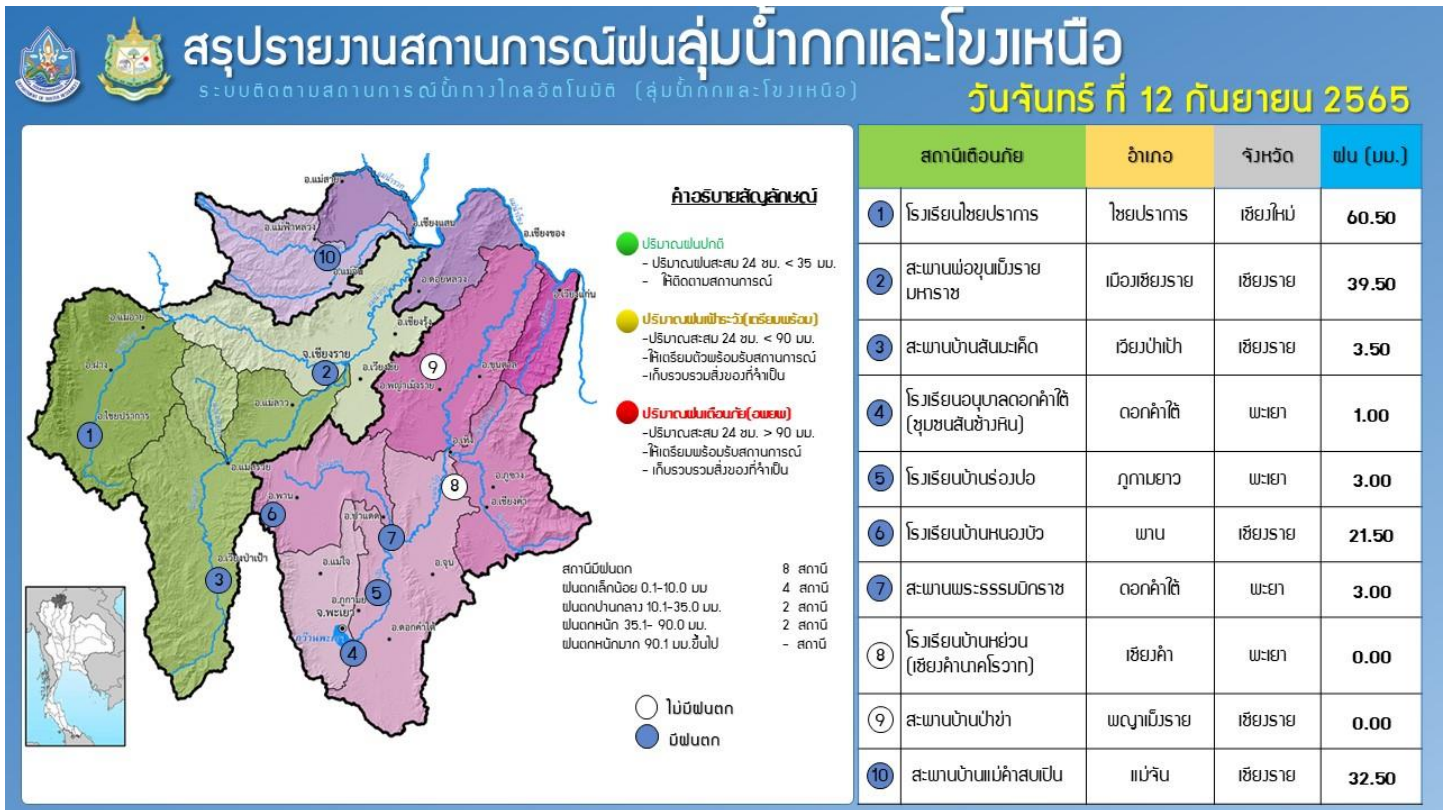 สรุปรายงานสถานการณ์ฝนลุ่มน้ำกกและโขงเหนือ
ระบบติดตามสถานการณ์น้ำทางไกลอัตโนมัติ (ลุ่มน้ำกกและโขงเหนือ)
วันจันทร์ ที่ 12 กันยายน 2565
อ.แม่สาย
อ.แม่ฟ้าหลวง
อ.เชียงแสน
อ.เชียงของ
10
อ.แม่จัน
อ.ดอยหลวง
อ.เวียงแก่น
อ.แม่อาย
อ.เชียงรุ้ง
จ.เชียงราย
2
อ.เวียงชัย
9
อ.ขุนตาล
อ.ฝาง
อ.พญาเม็งราย
อ.ไชยปราการ
อ.แม่ลาว
1
อ.เทิง
อ.แม่สรวย
8
อ.ภูซาง
อ.เชียงคำ
อ.พาน
6
อ.ป่าแดด
7
อ.เวียงป่าเป้า
อ.แม่ใจ
อ.จุน
3
5
จ.พะเยา
อ.ดอกคำใต้
4
คำอธิบายสัญลักษณ์
ปริมาณฝนปกติ
- ปริมาณฝนสะสม 24 ชม. < 35 มม.
- ให้ติดตามสถานการณ์
ปริมาณฝนเฝ้าระวัง(เตรียมพร้อม)
-ปริมาณสะสม 24 ชม. < 90 มม.
-ให้เตรียมตัวพร้อมรับสถานการณ์
-เก็บรวบรวมสิ่งของที่จำเป็น
ปริมาณฝนเตือนภัย(อพยพ)
-ปริมาณสะสม 24 ชม. > 90 มม.
-ให้เตรียมพร้อมรับสถานการณ์
- เก็บรวบรวมสิ่งของที่จำเป็น
สถานีมีฝนตก 8 สถานี
ฝนตกเล็กน้อย 0.1-10.0 มม 4 สถานี
ฝนตกปานกลาง 10.1-35.0 มม. 2 สถานี
ฝนตกหนัก 35.1- 90.0 มม. 2 สถานี
ฝนตกหนักมาก 90.1 มม.ขึ้นไป - สถานี
ไม่มีฝนตก
มีฝนตก
สถานีเตือนภัย อำเภอ จังหวัด ฝน (มม.)
1 โรงเรียนไชยปราการ ไชยปราการ เชียงใหม่ 60.50
2 สะพานพ่อขุนเม็งราย
มหาราช เมืองเชียงราย เชียงราย 39.50
3 สะพานบ้านสันมะเค็ด เวียงป่าเป้า เชียงราย 3.50
4 โรงเรียนอนุบาลดอกคำใต้
(ชุมชนสันช้างหิน) ดอกคำใต้ พะเยา 1.00
5 โรงเรียนบ้านร่องปอ ภูกามยาว พะเยา 3.00
6 โรงเรียนบ้านหนองบัว พาน เชียงราย 21.50
7 สะพานพระธรรมมิกราช ดอกคำใต้ พะเยา 3.00
8 โรงเรียนบ้านหย่วน
(เชียงคำนาคโรวาท) เชียงคำ พะเยา 0.00
9 สะพานบ้านป่าข่า พญาเม็งราย เชียงราย 0.00
10 สะพานบ้านแม่คำสบเปิน แม่จัน เชียงราย 32.50